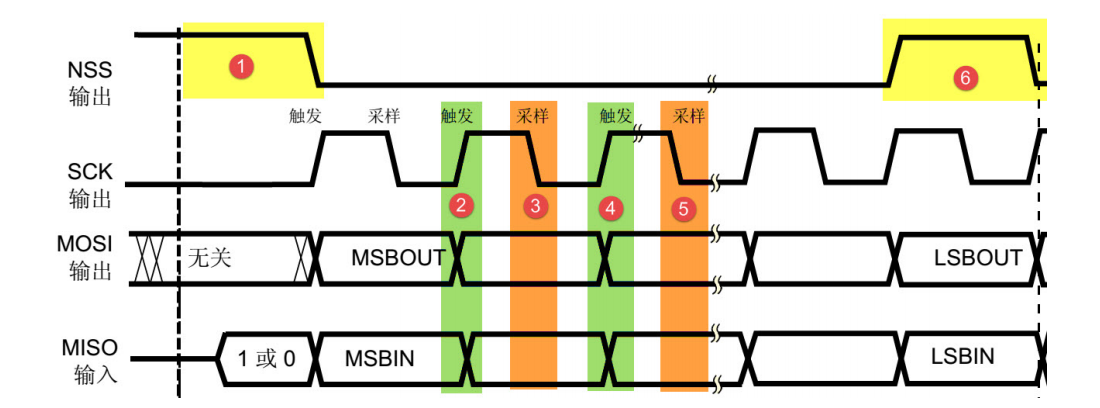 NSS
输出
1
6
触发 采样 触发 采样 触发 采样
SCK
输出
2 3 4 5
MOSI
输出
无关 MSBOUT LSBOUT
MISO
输入
1 或 0 MSBIN LSBIN